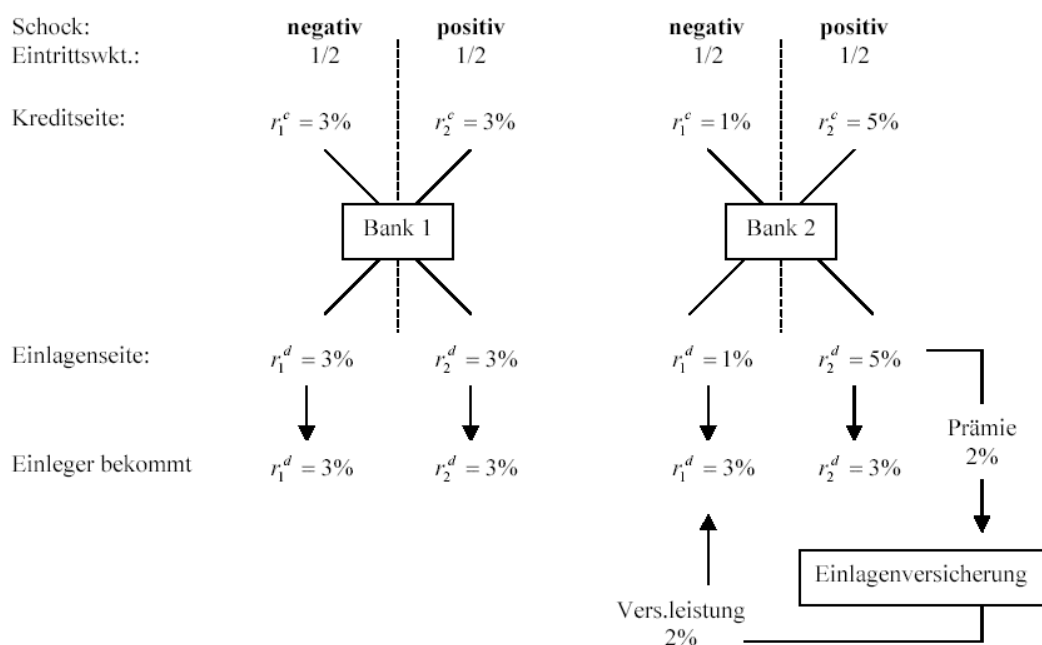 Schock: negativ positiv negativ positiv
Eintrittswkt.: 1/2 1/2 1/2 1/2
Kreditseite: r₁ᶜ = 3% r₂ᶜ = 3% r₁ᶜ = 1% r₂ᶜ = 5%
Bank 1 Bank 2
Einlagenseite: r₁ᵈ = 3% r₂ᵈ = 3% r₁ᵈ = 1% r₂ᵈ = 5%
Prämie
2%
Einleger bekommt r₁ᵈ = 3% r₂ᵈ = 3% r₁ᵈ = 3% r₂ᵈ = 3%
Einlagenversicherung
Vers.leistung
2%